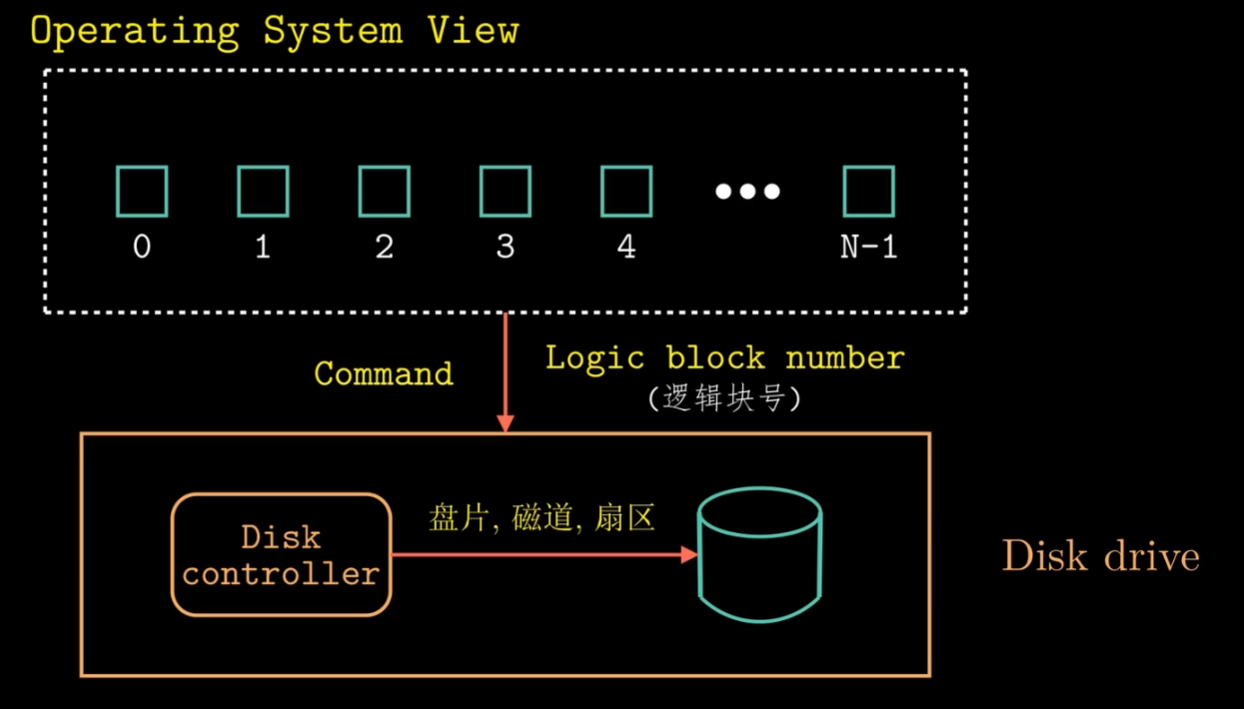 Operating System View
0 1 2 3 4 ••• N-1
Command
Logic block number
(逻辑块号)
Disk
controller
盘片, 磁道, 扇区
Disk drive